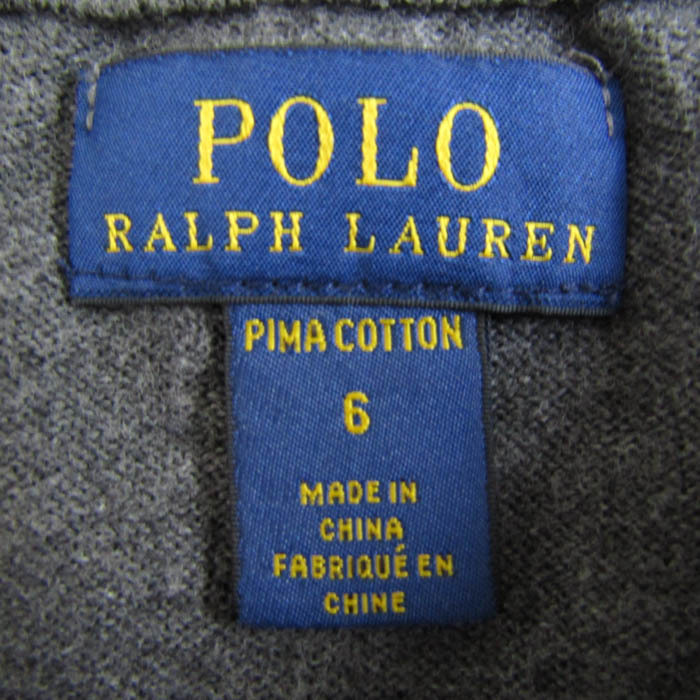 POLO
RALPH LAUREN
PIMA COTTON
6
MADE IN
CHINA
FABRIQUÉ EN
CHINE